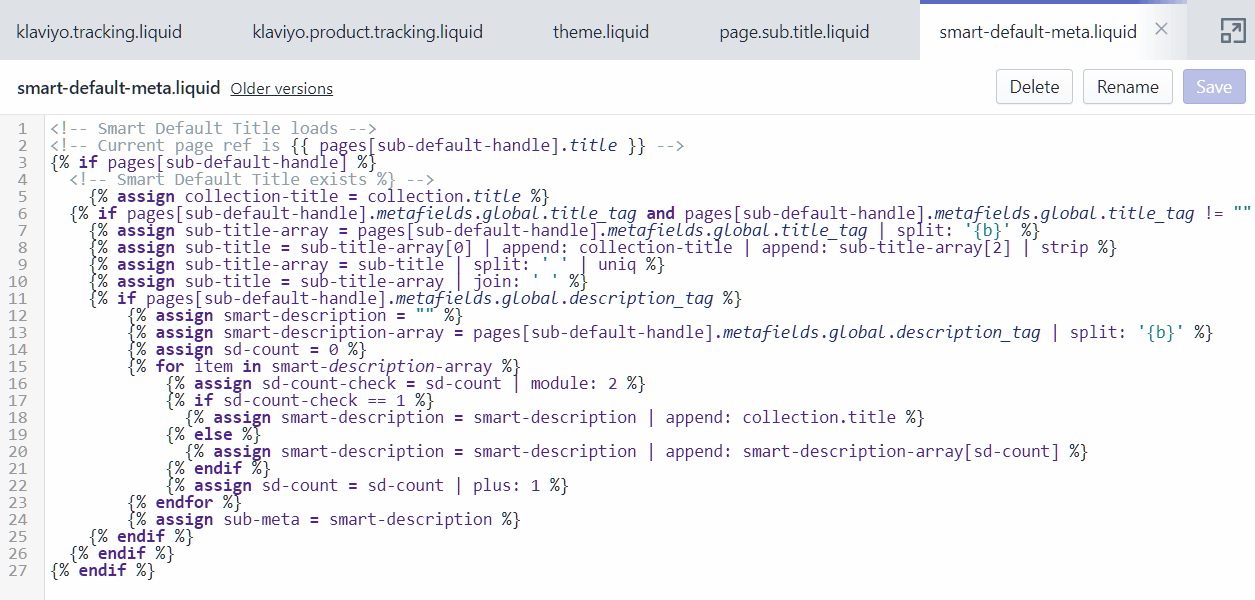 klaviyo.tracking.liquid klaviyo.product.tracking.liquid theme.liquid page.sub.title.liquid smart-default-meta.liquid ×
smart-default-meta.liquid Older versions Delete Rename Save
1 <!-- Smart Default Title loads -->
2 <!-- Current page ref is {{ pages[sub-default-handle].title }} -->
3 {% if pages[sub-default-handle] %}
4 <!-- Smart Default Title exists %} -->
5 {% assign collection-title = collection.title %}
6 {% if pages[sub-default-handle].metafields.global.title_tag and pages[sub-default-handle].metafields.global.title_tag != ""
7 {% assign sub-title-array = pages[sub-default-handle].metafields.global.title_tag | split: '{b}' %}
8 {% assign sub-title = sub-title-array[0] | append: collection-title | append: sub-title-array[2] | strip %}
9 {% assign sub-title-array = sub-title | split: ' ' | uniq %}
10 {% assign sub-title = sub-title-array | join: ' ' %}
11 {% if pages[sub-default-handle].metafields.global.description_tag %}
12 {% assign smart-description = "" %}
13 {% assign smart-description-array = pages[sub-default-handle].metafields.global.description_tag | split: '{b}' %}
14 {% assign sd-count = 0 %}
15 {% for item in smart-description-array %}
16 {% assign sd-count-check = sd-count | module: 2 %}
17 {% if sd-count-check == 1 %}
18 {% assign smart-description = smart-description | append: collection.title %}
19 {% else %}
20 {% assign smart-description = smart-description | append: smart-description-array[sd-count] %}
21 {% endif %}
22 {% assign sd-count = sd-count | plus: 1 %}
23 {% endfor %}
24 {% assign sub-meta = smart-description %}
25 {% endif %}
26 {% endif %}
27 {% endif %}